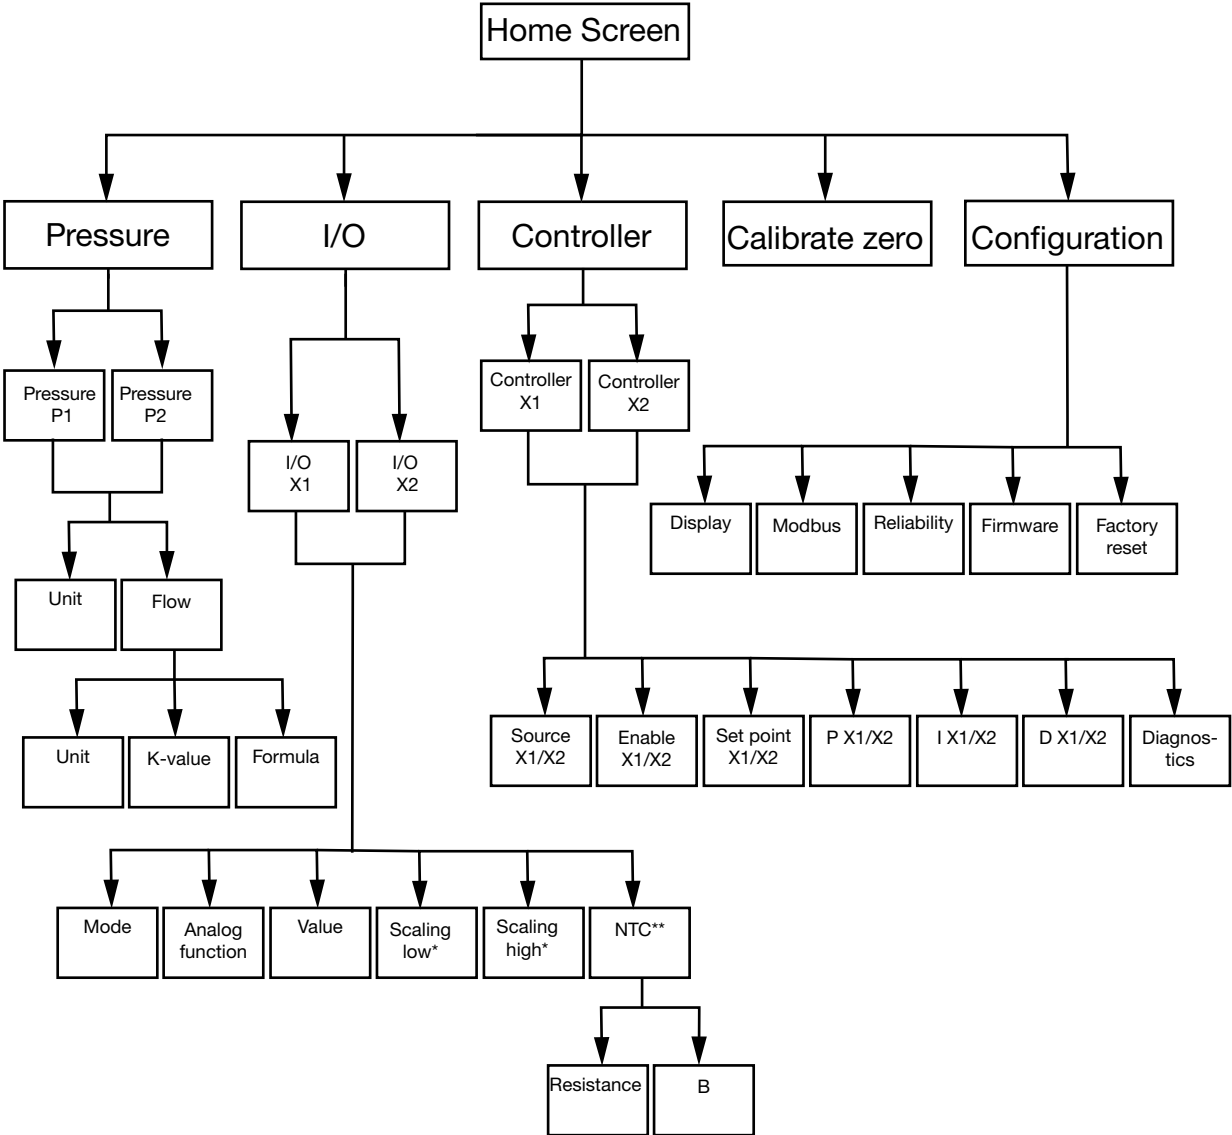 Home Screen
Pressure
I/O
Controller
Calibrate zero
Configuration
Pressure
P1
Pressure
P2
I/O
X1
I/O
X2
Controller
X1
Controller
X2
Display
Modbus
Reliability
Firmware
Factory
reset
Unit
Flow
Unit
K-value
Formula
Source
X1/X2
Enable
X1/X2
Set point
X1/X2
P X1/X2
I X1/X2
D X1/X2
Diagnos-
tics
Mode
Analog
function
Value
Scaling
low*
Scaling
high*
NTC**
Resistance
B